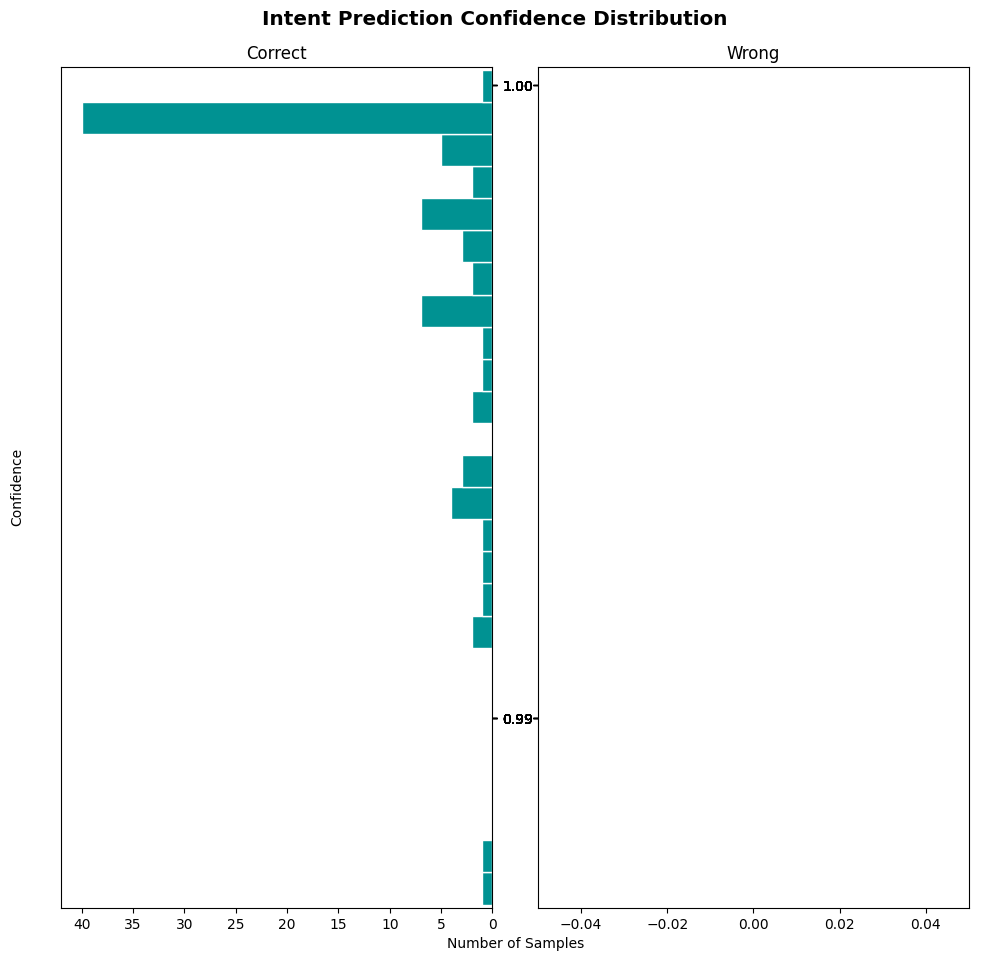 Intent Prediction Confidence Distribution
Correct
Wrong
1.00
Confidence
0.99
40 35 30 25 20 15 10 5 0
−0.04 −0.02 0.00 0.02 0.04
Number of Samples